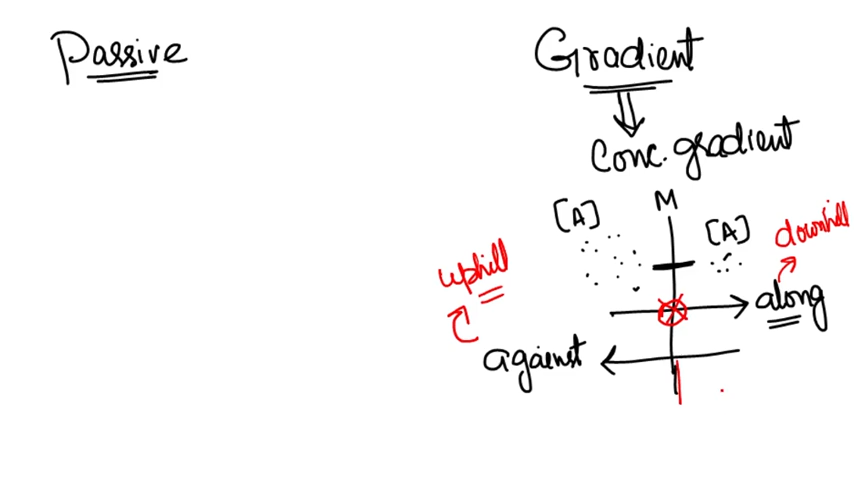 Passive
Gradient
Conc. gradient
M
[A]
[A]
downhill
uphill
along
against